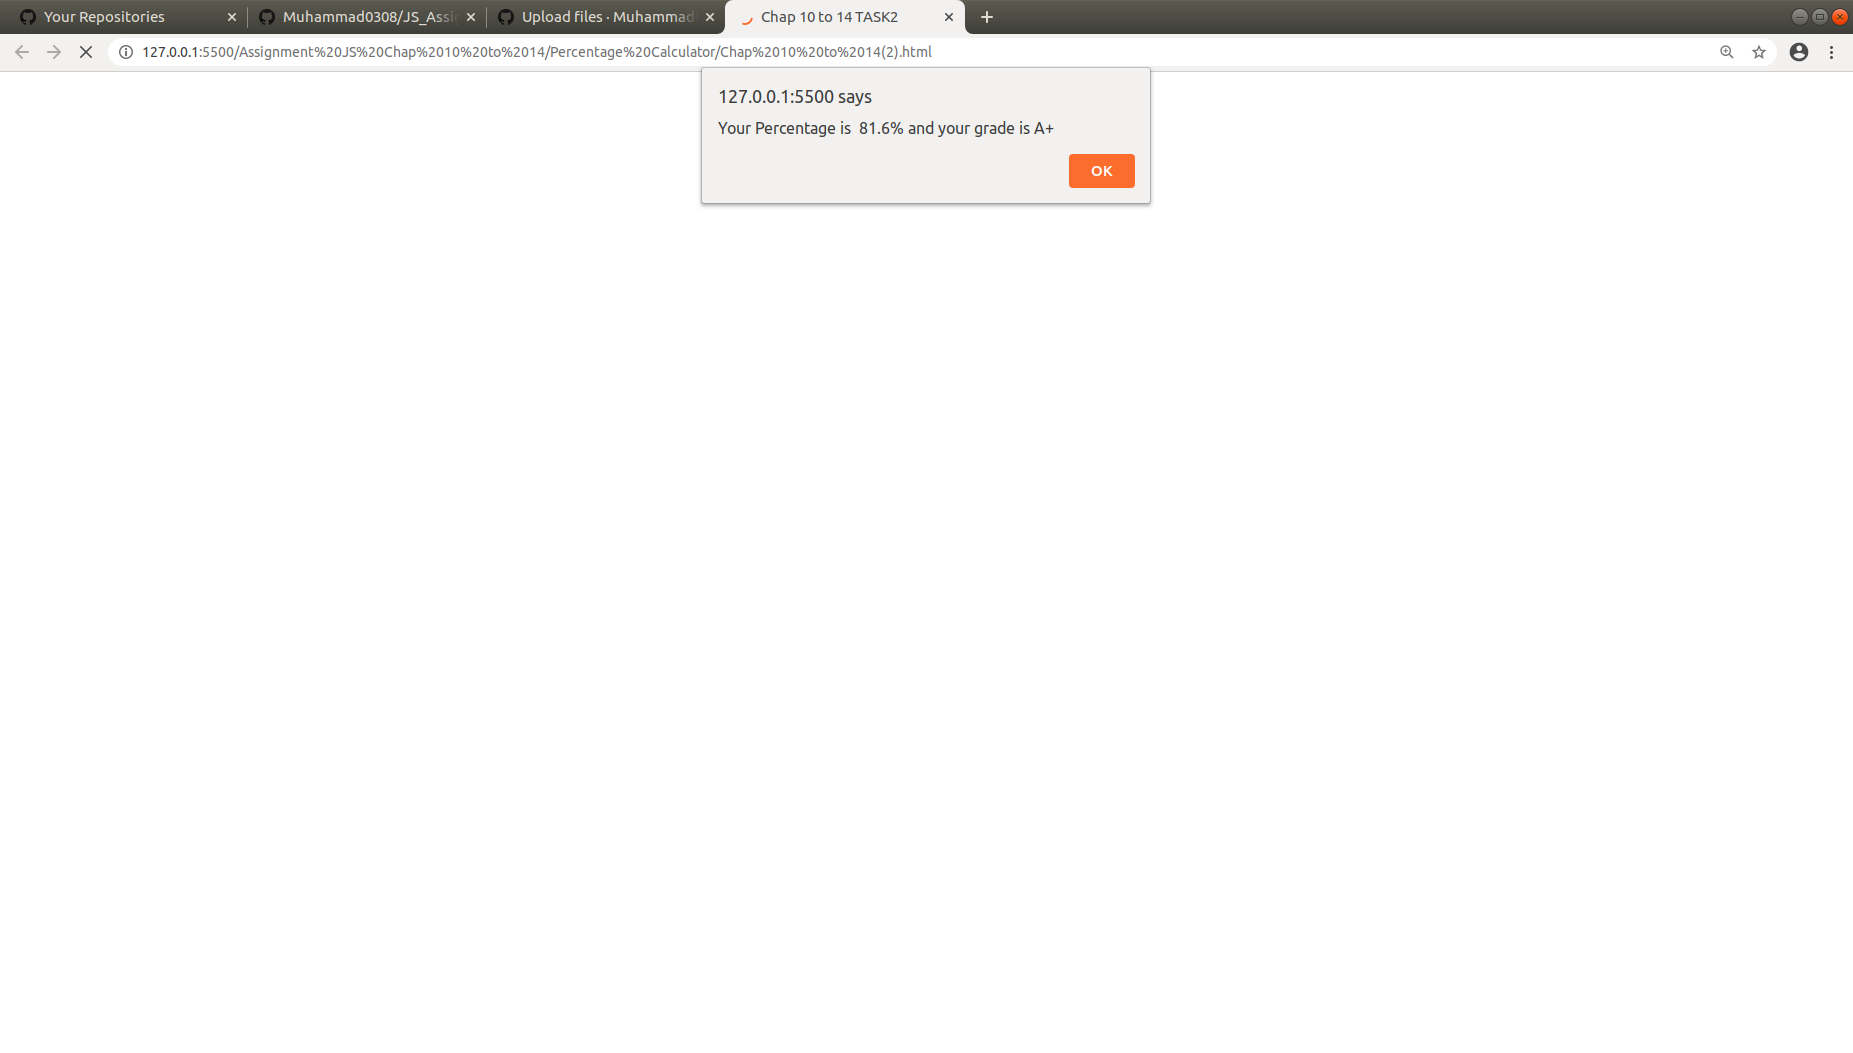 Your Repositories
Muhammad0308/JS_Assi
Upload files · Muhammad
Chap 10 to 14 TASK2
127.0.0.1:5500/Assignment%20JS%20Chap%2010%20to%2014/Percentage%20Calculator/Chap%2010%20to%2014(2).html
127.0.0.1:5500 says
Your Percentage is  81.6% and your grade is A+
OK